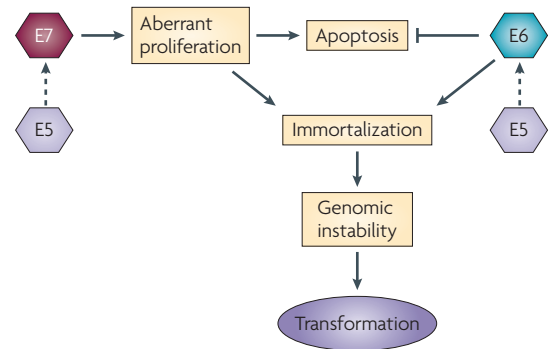 E7
Aberrant
proliferation
Apoptosis
E6
E5
Immortalization
E5
Genomic
instability
Transformation